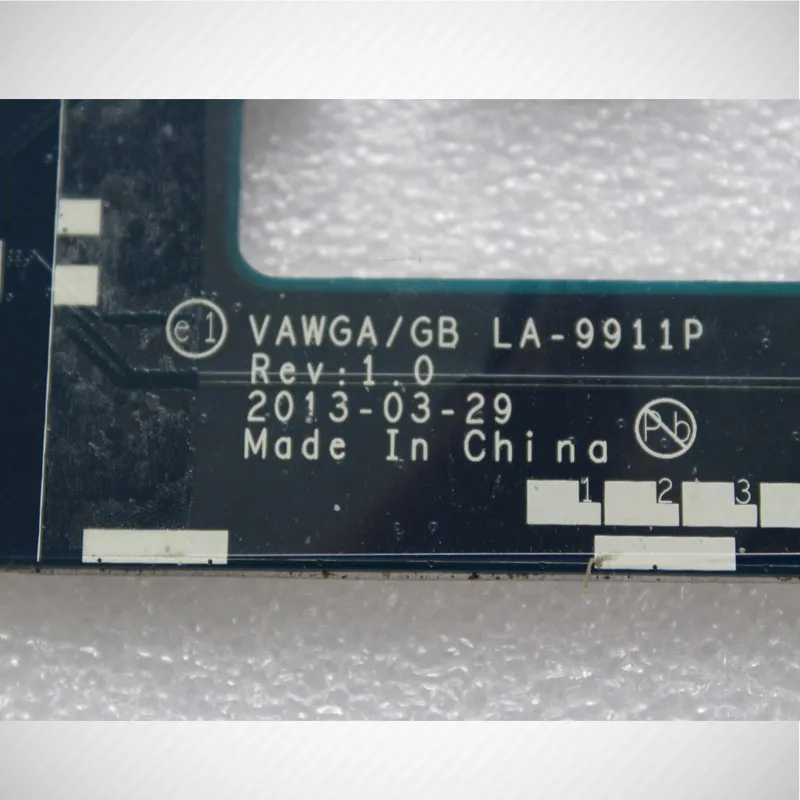 e1 VAWGA/GB LA-9911P
Rev:1.0
2013-03-29
Made In China
Pb
1 2 3